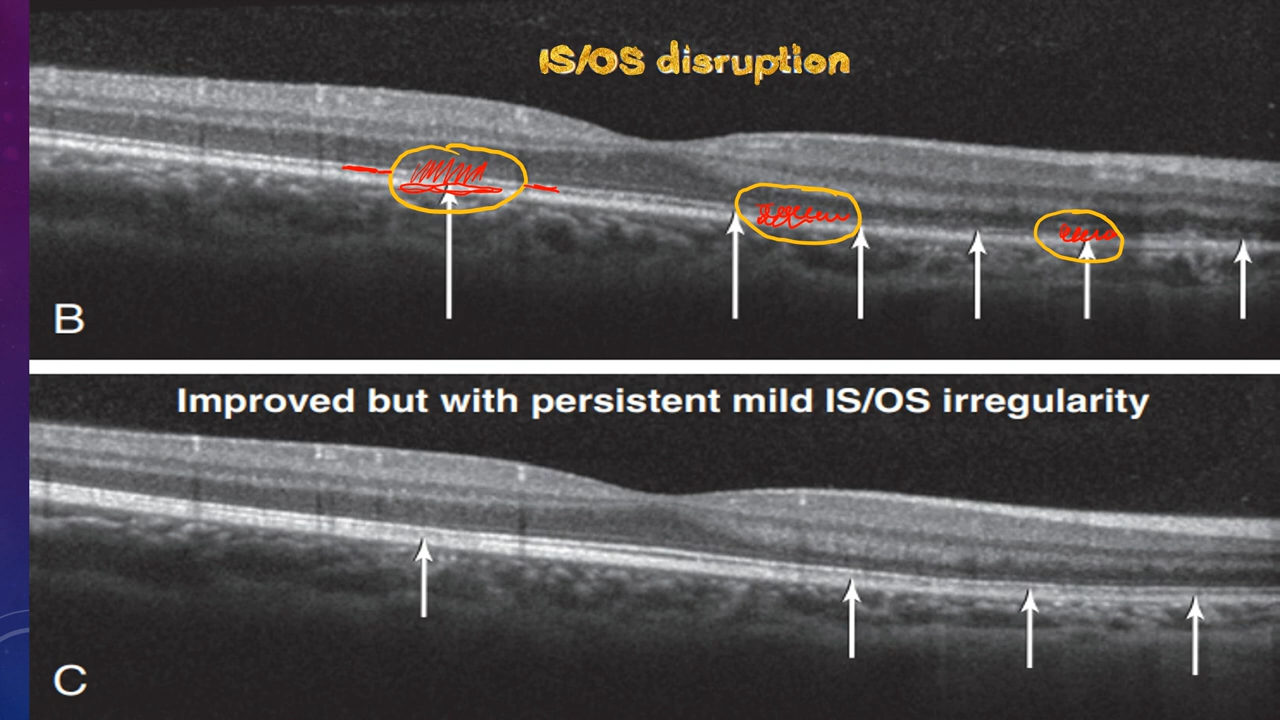 IS/OS disruption
B
Improved but with persistent mild IS/OS irregularity
C